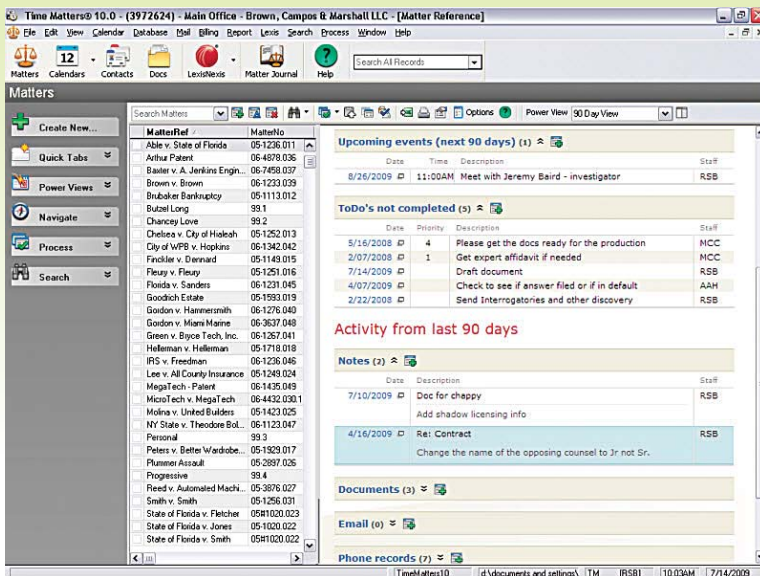 Time Matters® 10.0 - (3972624) - Main Office - Brown, Campos & Marshall LLC - [Matter Reference]
File Edit View Calendar Database Mail Billing Report Lexis Search Process Window Help
12
Matters Calendars Contacts Docs LexisNexis Matter Journal Help Search All Records
Matters
Search Matters Options Power View 90 Day View
Create New...
Quick Tabs
Power Views
Navigate
Process
Search
MatterRef MatterNo
Able v. State of Florida 05-1236.011
Arthur Patent 06-4878.036
Baxter v. A. Jenkins Engin... 06-7458.037
Brown v. Brown 06-1233.039
Brubaker Bankruptcy 05-1113.012
Butzel Long 99.1
Chancey Love 99.2
Chelsea v. City of Hialeah 05-1252.013
City of WPB v. Hopkins 06-1342.042
Finckler v. Dennard 05-1149.015
Fleury v. Fleury 05-1251.016
Florida v. Sanders 06-1231.045
Goodrich Estate 05-1593.019
Gordon v. Hammersmith 06-1276.040
Gordon v. Miami Marine 06-3637.048
Green v. Bryce Tech, Inc. 06-1267.041
Hellerman v. Hellerman 05-1718.018
IRS v. Freedman 06-1236.046
Lee v. All County Insurance 05-1249.024
MegaTech - Patent 06-1435.049
MicroTech v. MegaTech 06-4432.030.1
Molina v. United Builders 05-1423.025
NY State v. Theodore Bol... 06-1123.047
Personal 99.3
Peters v. Better Wardrobe... 05-1929.017
Plummer Assault 05-2897.026
Progressive 99.4
Reed v. Automated Machi... 05-3876.027
Smith v. Smith 05-1256.031
State of Florida v. Fletcher 05#1020.023
State of Florida v. Jones 05-1020.022
State of Florida v. Smith 05#1020.022
Upcoming events (next 90 days) (1)
Date Time Description Staff
8/26/2009 11:00AM Meet with Jeremy Baird - investigator RSB
ToDo's not completed (5)
Date Priority Description Staff
5/16/2008 4 Please get the docs ready for the production MCC
2/07/2008 1 Get expert affidavit if needed MCC
7/14/2009 Draft document RSB
4/07/2009 Check to see if answer filed or if in default AAH
2/22/2008 Send Interrogatories and other discovery RSB
Activity from last 90 days
Notes (2)
Date Description Staff
7/10/2009 Doc for chappy RSB
Add shadow licensing info
4/16/2009 Re: Contract RSB
Change the name of the opposing counsel to Jr not Sr.
Documents (3)
Email (0)
Phone records (7)
TimeMatters10 d:\documents and settings\ TM [RSB] 10:03AM 7/14/2009